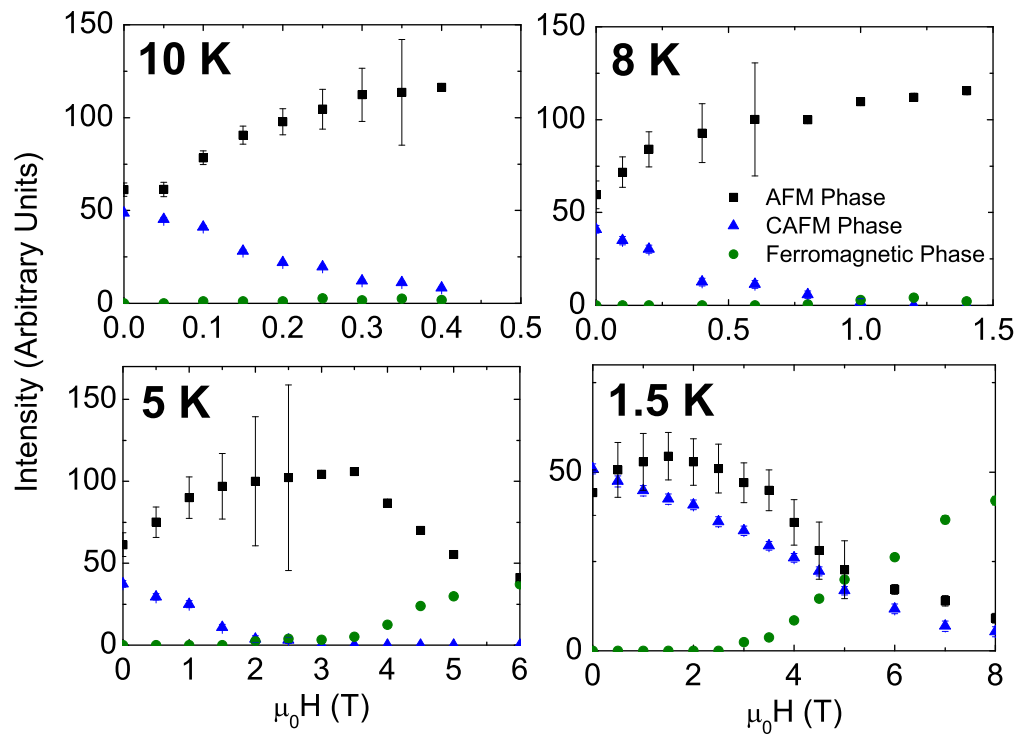 10 K
150
100
50
0
0.0 0.1 0.2 0.3 0.4 0.5
8 K
150
100
50
0
0.0 0.5 1.0 1.5
AFM Phase
CAFM Phase
Ferromagnetic Phase
Intensity (Arbitrary Units)
5 K
150
100
50
0
0 1 2 3 4 5 6
μ₀H (T)
1.5 K
50
0
0 2 4 6 8
μ₀H (T)